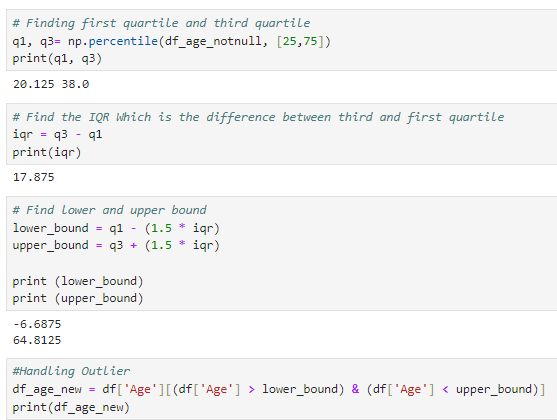 # Finding first quartile and third quartile
q1, q3= np.percentile(df_age_notnull, [25,75])
print(q1, q3)
20.125 38.0
# Find the IQR Which is the difference between third and first quartile
iqr = q3 - q1
print(iqr)
17.875
# Find lower and upper bound
lower_bound = q1 - (1.5 * iqr)
upper_bound = q3 + (1.5 * iqr)
print (lower_bound)
print (upper_bound)
-6.6875
64.8125
#Handling Outlier
df_age_new = df['Age'][(df['Age'] > lower_bound) & (df['Age'] < upper_bound)]
print(df_age_new)